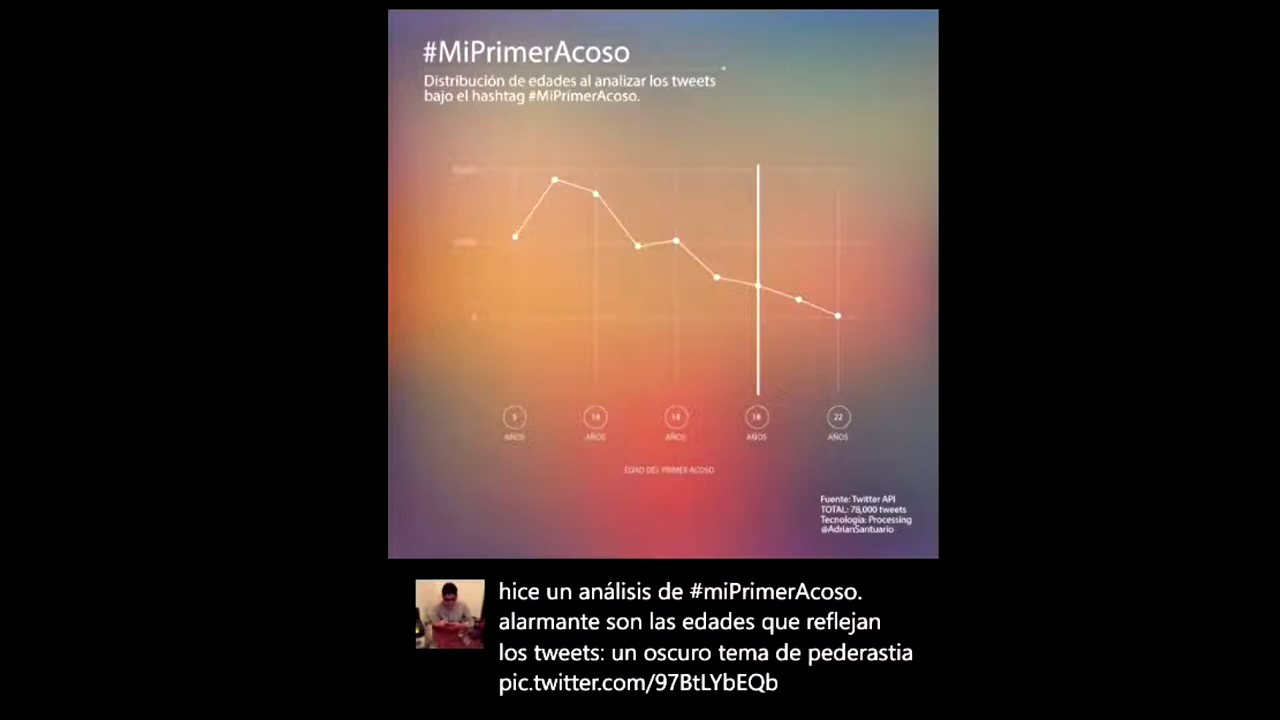 #MiPrimerAcoso
Distribución de edades al analizar los tweets
bajo el hashtag #MiPrimerAcoso.
AÑOS
AÑOS
AÑOS
18
AÑOS
22
AÑOS
EDAD DEL PRIMER ACOSO
Fuente: Twitter API
TOTAL: 78,000 tweets
Tecnología: Processing
@AdrianSantuario
hice un análisis de #miPrimerAcoso.
alarmante son las edades que reflejan
los tweets: un oscuro tema de pederastia
pic.twitter.com/97BtLYbEQb